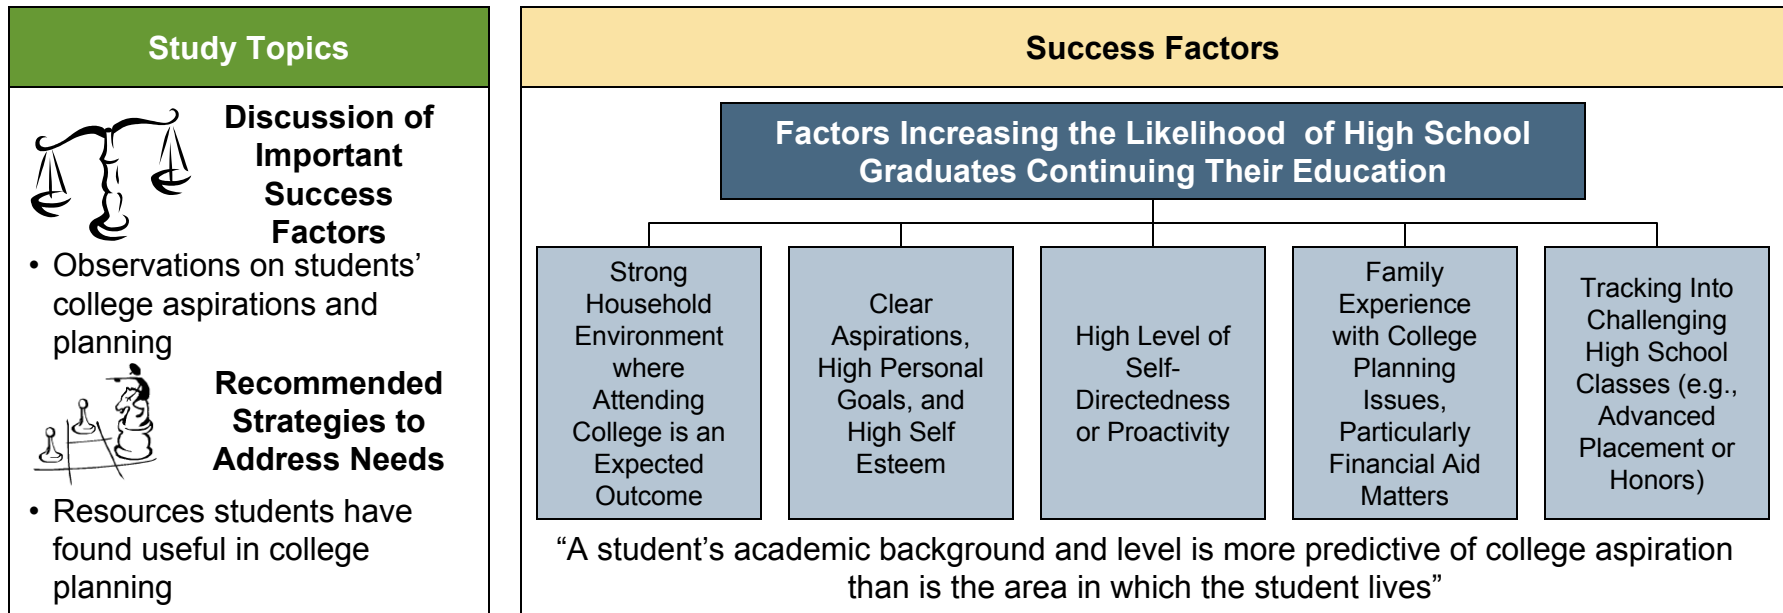 Study Topics
Discussion of
Important
Success
Factors
• Observations on students’
college aspirations and
planning
Recommended
Strategies to
Address Needs
• Resources students have
found useful in college
planning
Success Factors
Factors Increasing the Likelihood  of High School
Graduates Continuing Their Education
Strong
Household
Environment
where
Attending
College is an
Expected
Outcome
Clear
Aspirations,
High Personal
Goals, and
High Self
Esteem
High Level of
Self-
Directedness
or Proactivity
Family
Experience
with College
Planning
Issues,
Particularly
Financial Aid
Matters
Tracking Into
Challenging
High School
Classes (e.g.,
Advanced
Placement or
Honors)
“A student’s academic background and level is more predictive of college aspiration
than is the area in which the student lives”